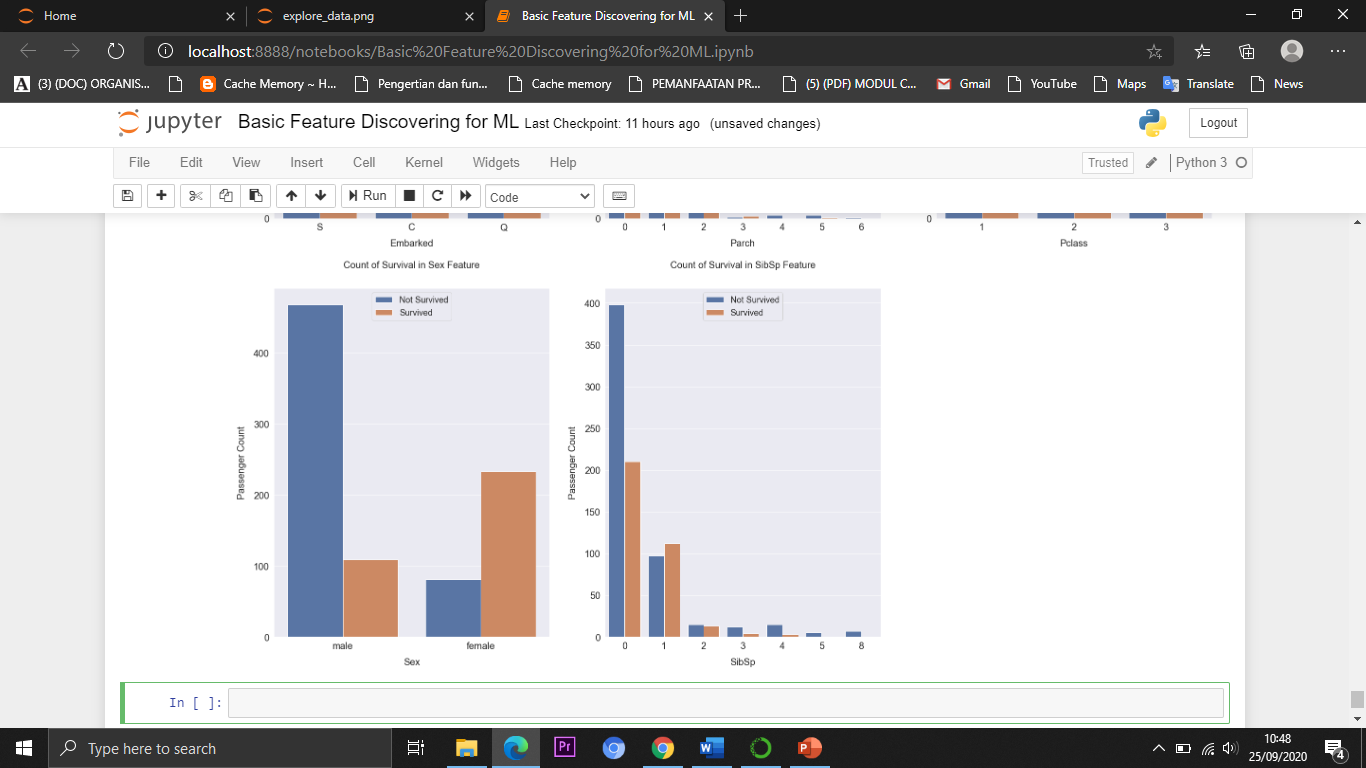 Home
explore_data.png
Basic Feature Discovering for ML
localhost:8888/notebooks/Basic%20Feature%20Discovering%20for%20ML.ipynb
A (3) (DOC) ORGANIS... Cache Memory ~ H... Pengertian dan fun... Cache memory PEMANFAATAN PR... (5) (PDF) MODUL C... Gmail YouTube Maps Translate News
jupyter Basic Feature Discovering for ML Last Checkpoint: 11 hours ago (unsaved changes) Logout
File Edit View Insert Cell Kernel Widgets Help Trusted Python 3
Run Code
0 0 0
S C Q 0 1 2 3 4 5 6 1 2 3
Embarked Parch Pclass
Count of Survival in Sex Feature
Not Survived
Survived
400
300
200
100
0
Passenger Count
male female
Sex
Count of Survival in SibSp Feature
Not Survived
Survived
400
350
300
250
200
150
100
50
0
Passenger Count
0 1 2 3 4 5 8
SibSp
In [ ]:
Type here to search
Pr
W
P
10:48
25/09/2020
4